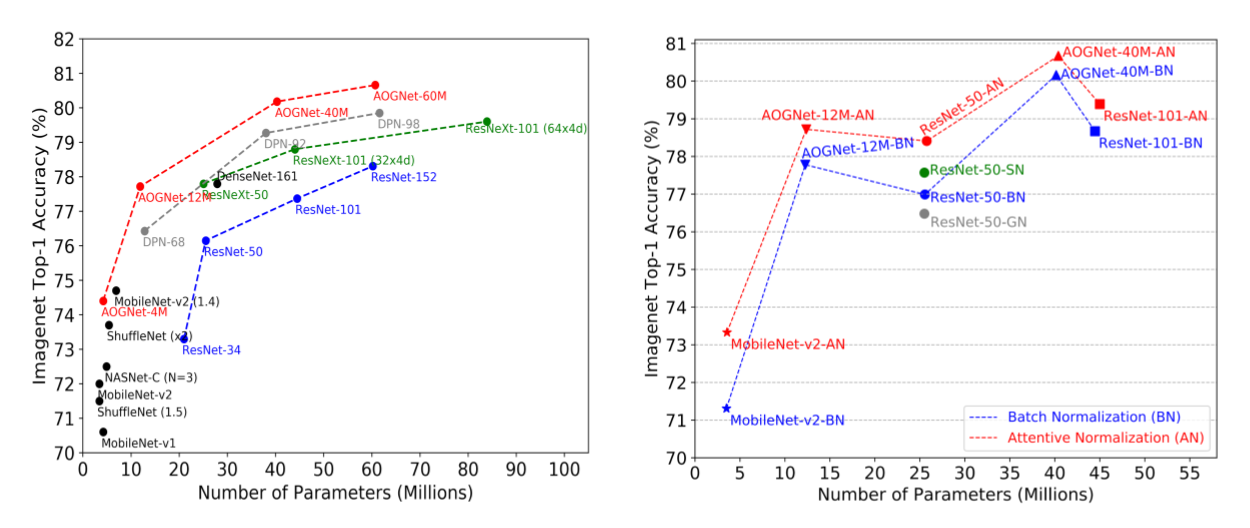 82
81
80
79
78
77
76
75
74
73
72
71
70
Imagenet Top-1 Accuracy (%)
AOGNet-60M
AOGNet-40M
DPN-98
ResNeXt-101 (64x4d)
DPN-92
ResNeXt-101 (32x4d)
DenseNet-161
ResNet-152
AOGNet-12M
ResNeXt-50
ResNet-101
DPN-68
ResNet-50
MobileNet-v2 (1.4)
AOGNet-4M
ShuffleNet (x2)
ResNet-34
NASNet-C (N=3)
MobileNet-v2
ShuffleNet (1.5)
MobileNet-v1
0 10 20 30 40 50 60 70 80 90 100
Number of Parameters (Millions)
81
80
79
78
77
76
75
74
73
72
71
70
Imagenet Top-1 Accuracy (%)
AOGNet-40M-AN
AOGNet-40M-BN
ResNet-50-AN
AOGNet-12M-AN
ResNet-101-AN
AOGNet-12M-BN
ResNet-101-BN
ResNet-50-SN
ResNet-50-BN
ResNet-50-GN
MobileNet-v2-AN
MobileNet-v2-BN
Batch Normalization (BN)
Attentive Normalization (AN)
0 5 10 15 20 25 30 35 40 45 50 55
Number of Parameters (Millions)